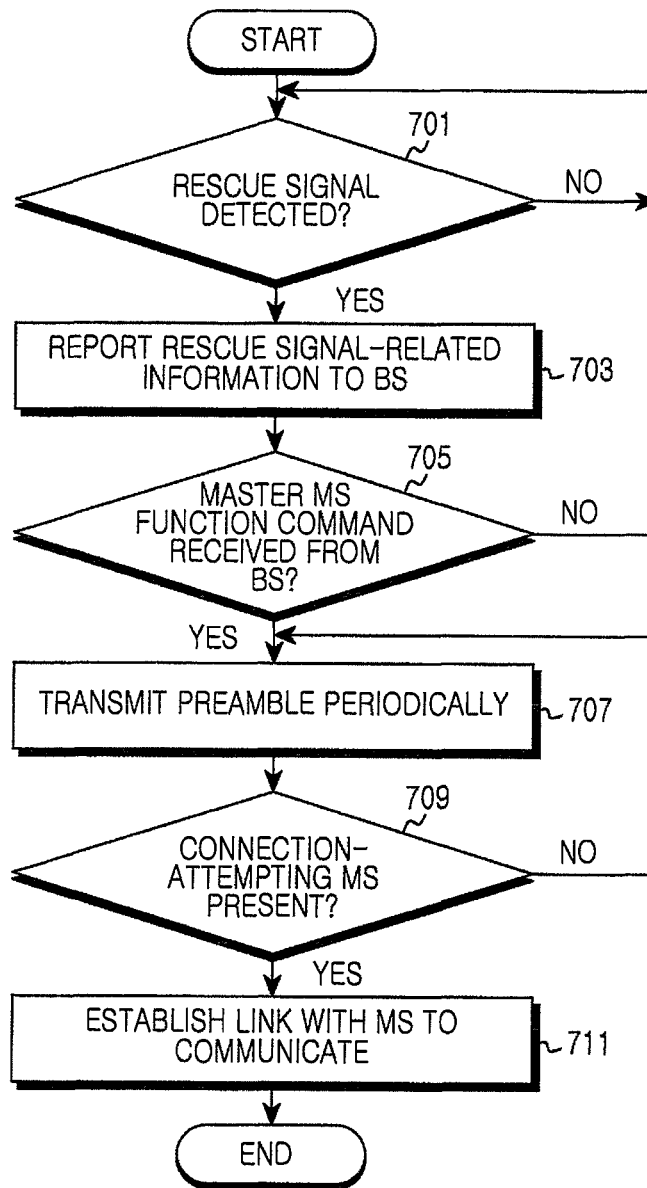 START
701
RESCUE SIGNAL
DETECTED?
NO
YES
REPORT RESCUE SIGNAL-RELATED
INFORMATION TO BS
703
705
MASTER MS
FUNCTION COMMAND
RECEIVED FROM
BS?
NO
YES
TRANSMIT PREAMBLE PERIODICALLY
707
709
CONNECTION-
ATTEMPTING MS
PRESENT?
NO
YES
ESTABLISH LINK WITH MS TO
COMMUNICATE
711
END